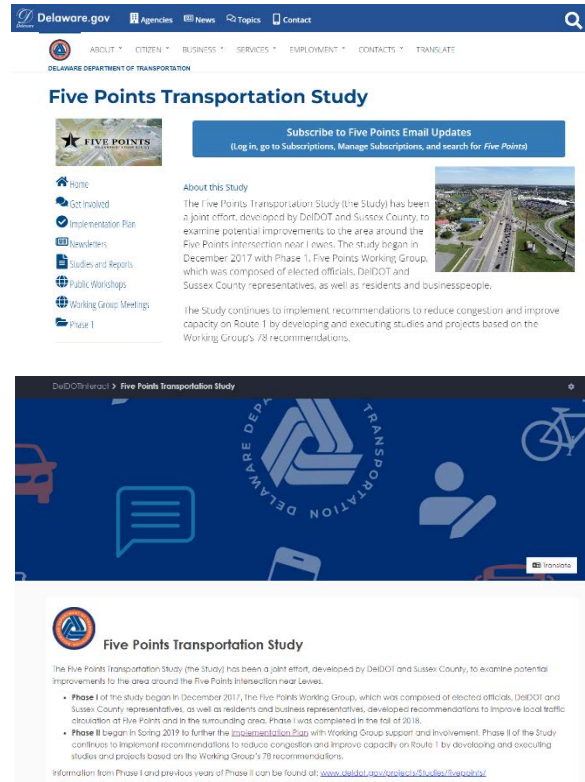 Delaware.gov Agencies News Topics Contact
ABOUT CITIZEN BUSINESS SERVICES EMPLOYMENT CONTACTS TRANSLATE
DELAWARE DEPARTMENT OF TRANSPORTATION
Five Points Transportation Study
FIVE POINTS
Subscribe to Five Points Email Updates
(Log in, go to Subscriptions, Manage Subscriptions, and search for Five Points)
Home
Get Involved
Implementation Plan
Newsletters
Studies and Reports
Public Workshops
Working Group Meetings
Phase 1
About this Study
The Five Points Transportation Study (the Study) has been
a joint effort, developed by DelDOT and Sussex County, to
examine potential improvements to the area around the
Five Points intersection near Lewes. The study began in
December 2017 with Phase 1. Five Points Working Group,
which was composed of elected officials, DelDOT and
Sussex County representatives, as well as residents and businesspeople.
The Study continues to implement recommendations to reduce congestion and improve
capacity on Route 1 by developing and executing studies and projects based on the
Working Group's 78 recommendations.
DelDOTInteract > Five Points Transportation Study
DELAWARE DEPA
TRANSPORTATION
Translate
Five Points Transportation Study
The Five Points Transportation Study (the Study) has been a joint effort, developed by DelDOT and Sussex County, to examine potential
improvements to the area around the Five Points intersection near Lewes.
• Phase I of the study began in December 2017. The Five Points Working Group, which was composed of elected officials, DelDOT and
Sussex County representatives, as well as residents and business representatives, developed recommendations to improve local traffic
circulation at Five Points and in the surrounding area. Phase I was completed in the fall of 2018.
• Phase II began in Spring 2019 to further the Implementation Plan with Working Group support and involvement. Phase II of the Study
continues to implement recommendations to reduce congestion and improve capacity on Route 1 by developing and executing
studies and projects based on the Working Group's 78 recommendations.
Information from Phase I and previous years of Phase II can be found at: www.deldot.gov/projects/Studies/fivepoints/